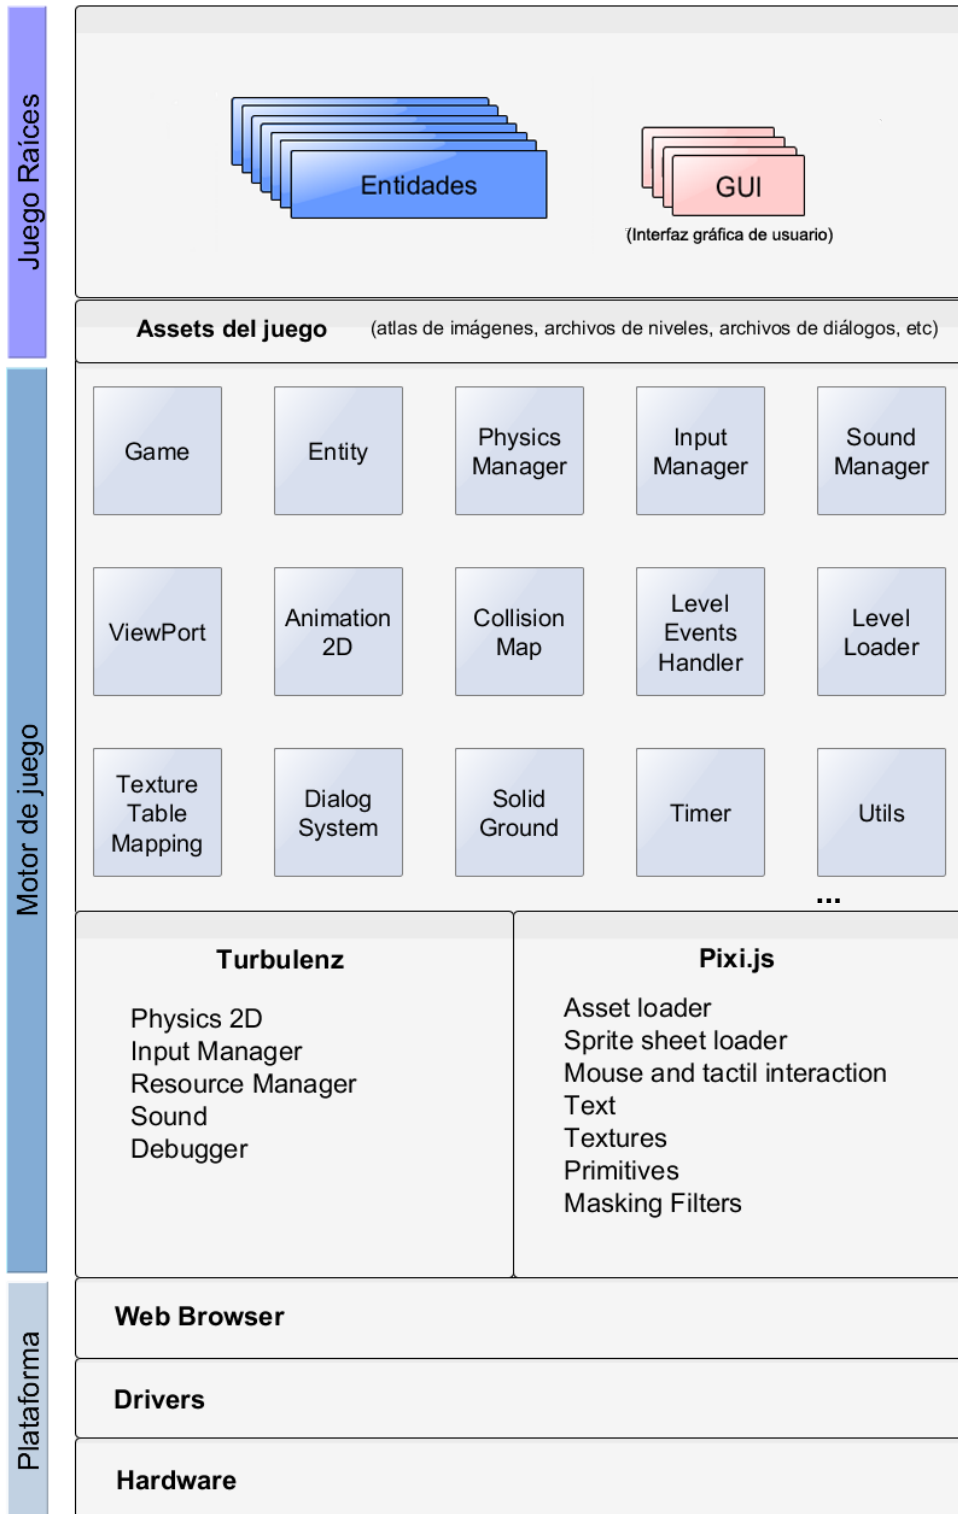 Juego Raíces
Entidades
GUI
(Interfaz gráfica de usuario)
Assets del juego (atlas de imágenes, archivos de niveles, archivos de diálogos, etc)
Motor de juego
Game
Entity
Physics
Manager
Input
Manager
Sound
Manager
ViewPort
Animation
2D
Collision
Map
Level
Events
Handler
Level
Loader
Texture
Table
Mapping
Dialog
System
Solid
Ground
Timer
Utils
...
Turbulenz
Physics 2D
Input Manager
Resource Manager
Sound
Debugger
Pixi.js
Asset loader
Sprite sheet loader
Mouse and tactil interaction
Text
Textures
Primitives
Masking Filters
Plataforma
Web Browser
Drivers
Hardware